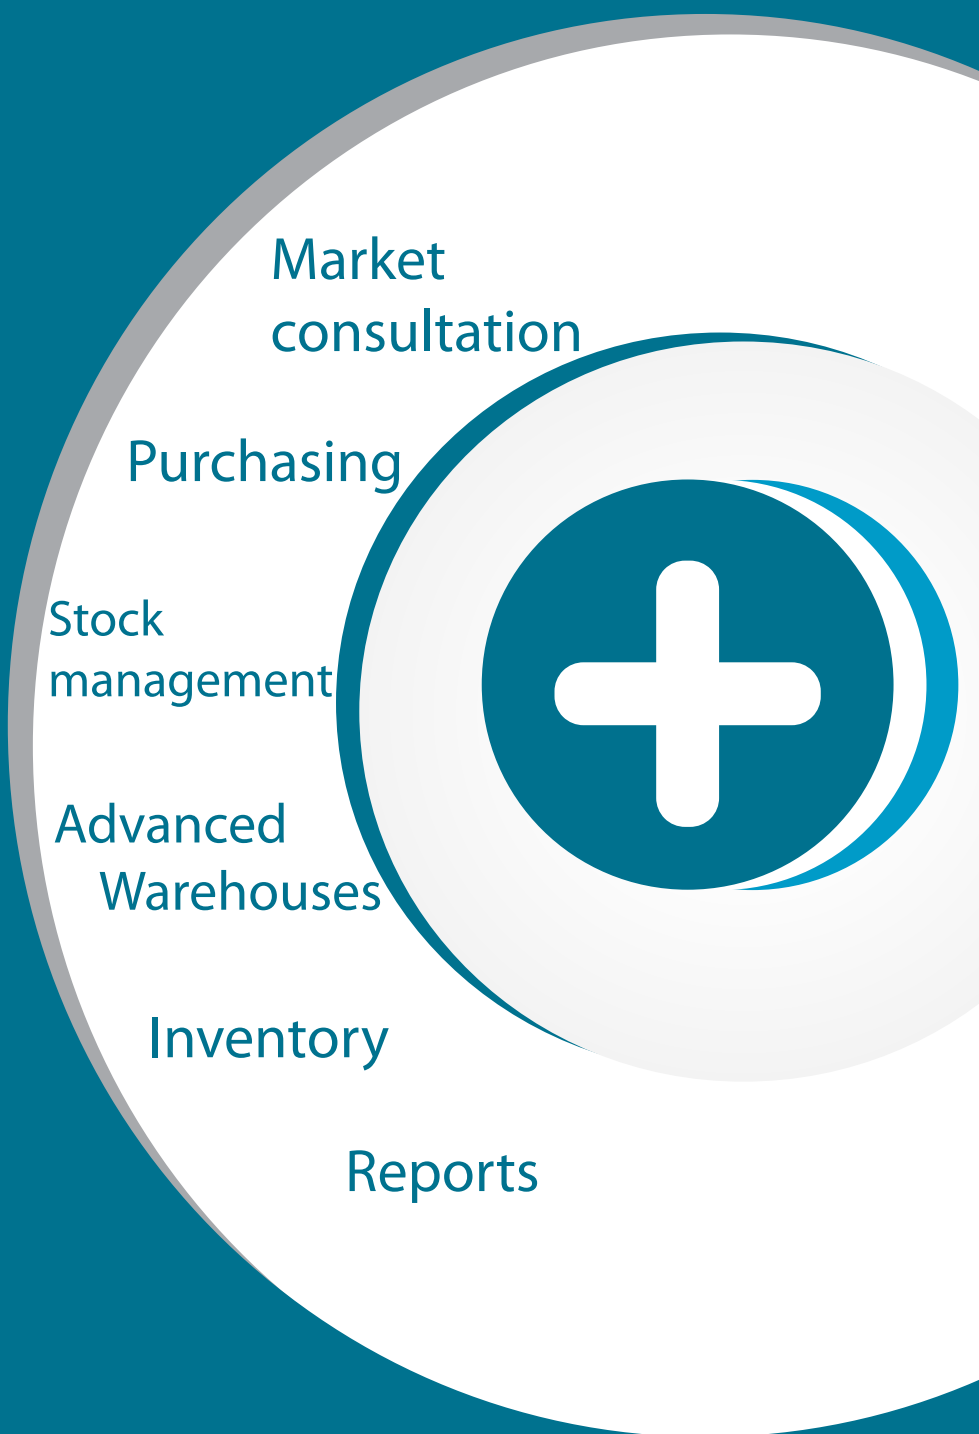 Market
consultation
Purchasing
Stock
management
Advanced
Warehouses
Inventory
Reports